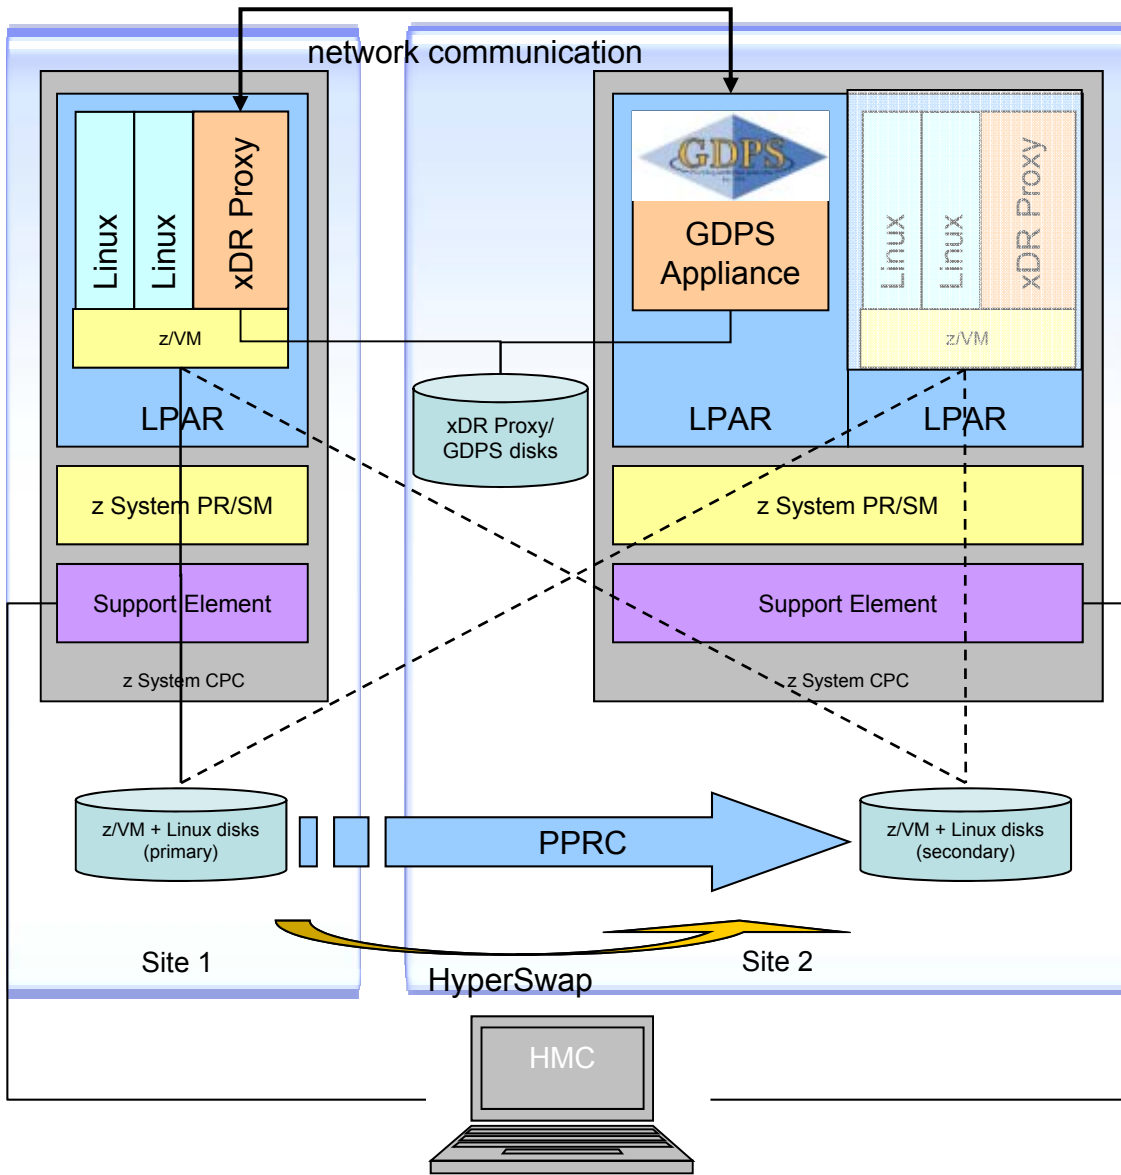 network communication
Linux
Linux
xDR Proxy
z/VM
LPAR
z System PR/SM
Support Element
z System CPC
GDPS
GDPS
Appliance
LPAR
Linux
Linux
xDR Proxy
z/VM
LPAR
z System PR/SM
Support Element
z System CPC
xDR Proxy/
GDPS disks
z/VM + Linux disks
(primary)
PPRC
z/VM + Linux disks
(secondary)
Site 1
HyperSwap
Site 2
HMC